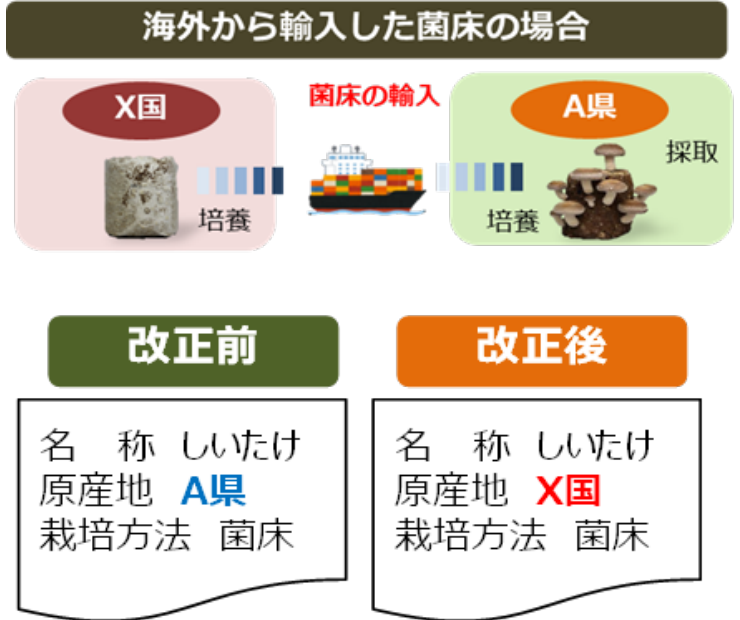 海外から輸入した菌床の場合
X国
菌床の輸入
A県
採取
培養
培養
改正前
改正後
名　称 しいたけ
原産地 A県
栽培方法 菌床
名　称 しいたけ
原産地 X国
栽培方法 菌床